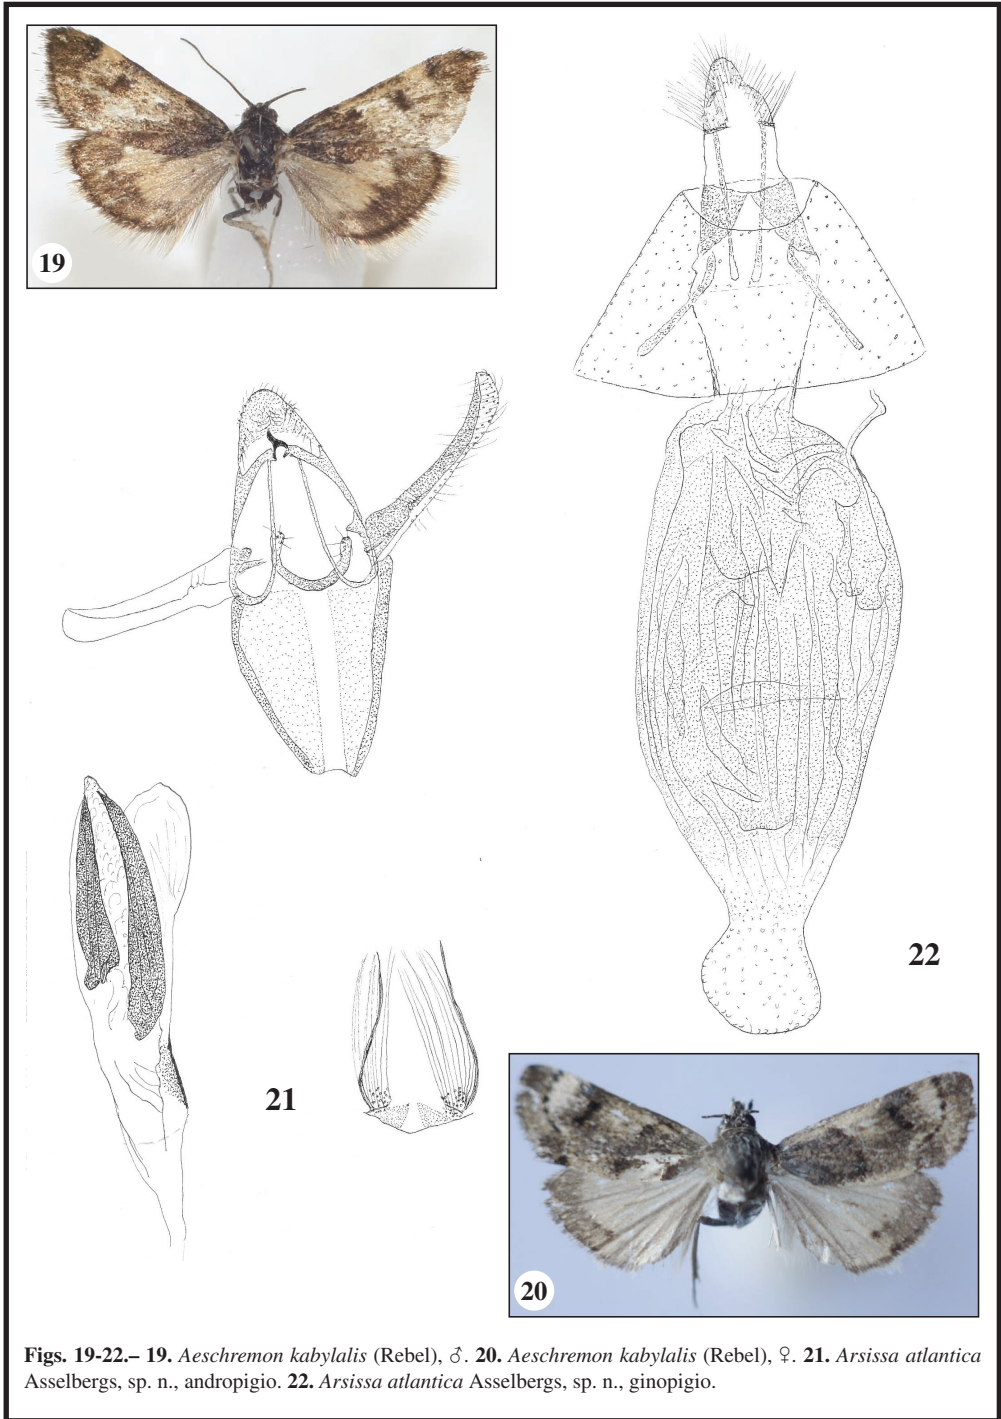 19
22
21
20
Figs. 19-22.– 19. Aeschremon kabylalis (Rebel), ♂. 20. Aeschremon kabylalis (Rebel), ♀. 21. Arsissa atlantica
Asselbergs, sp. n., andropigio. 22. Arsissa atlantica Asselbergs, sp. n., ginopigio.